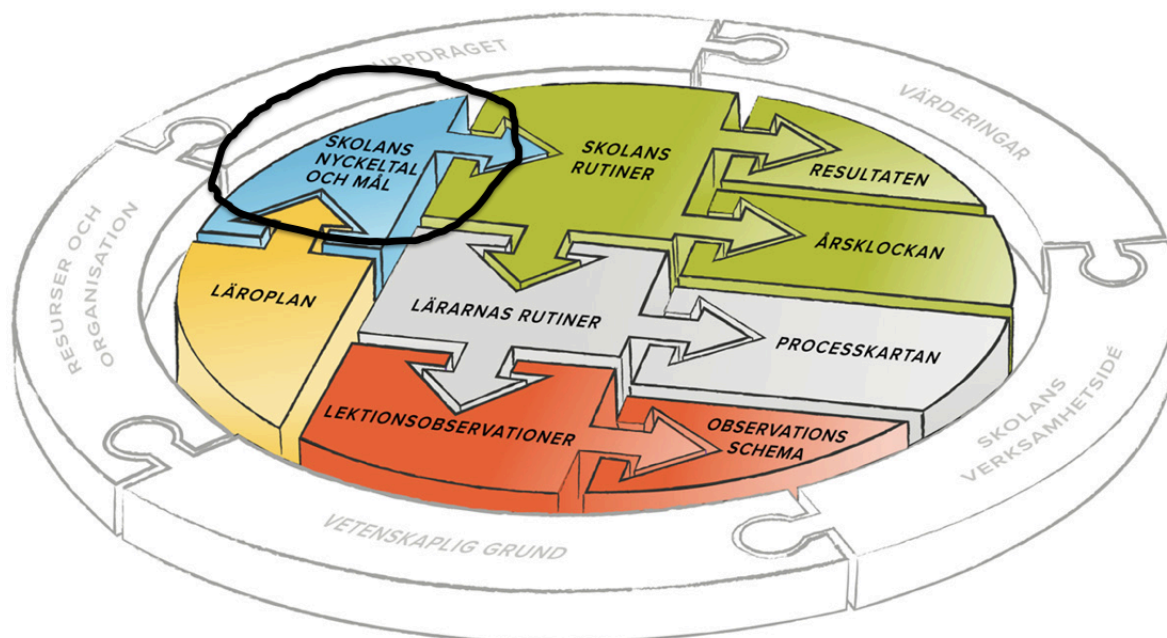 UPPDRAGET
VÄRDERINGAR
SKOLANS
NYCKELTAL
OCH MÅL
SKOLANS
RUTINER
RESULTATEN
ÅRSKLOCKAN
RESURSER OCH
ORGANISATION
LÄROPLAN
LÄRARNAS RUTINER
PROCESSKARTAN
LEKTIONSOBSERVATIONER
OBSERVATIONS
SCHEMA
SKOLANS
VERKSAMHETSIDÉ
VETENSKAPLIG GRUND